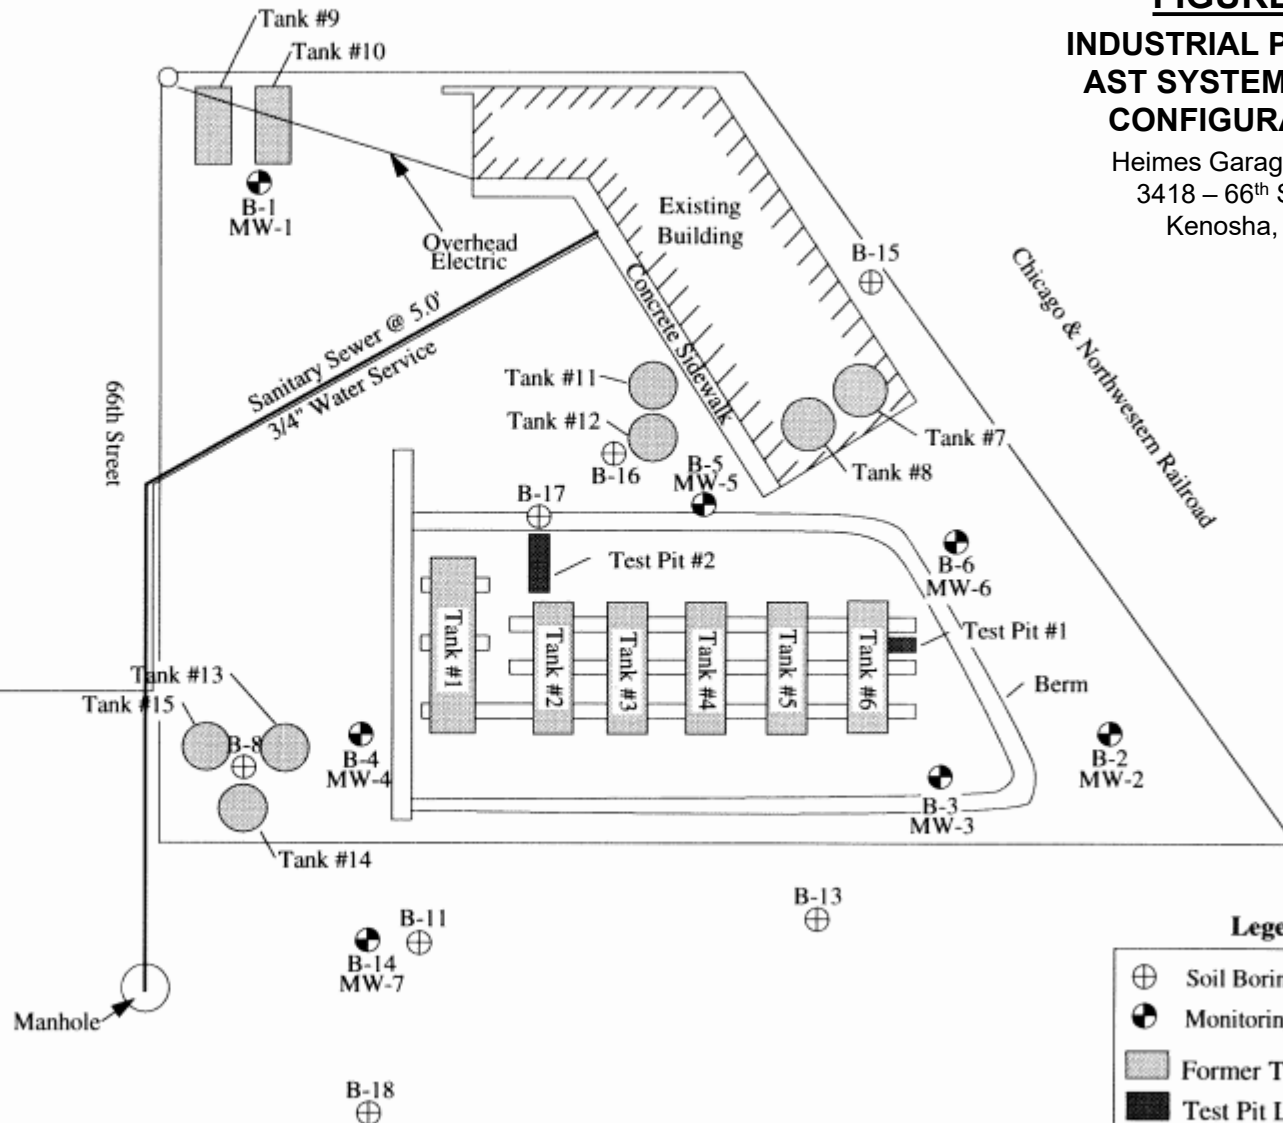 FIGURE
INDUSTRIAL P
AST SYSTEM
CONFIGURA
Heimes Garag
3418 – 66th S
Kenosha,
Tank #9
Tank #10
B-1
MW-1
Overhead
Electric
Existing
Building
B-15
Chicago & Northwestern Railroad
Concrete Sidewalk
Sanitary Sewer @ 5.0'
3/4" Water Service
66th Street
Tank #11
Tank #12
B-16
B-5
MW-5
Tank #7
Tank #8
B-17
Test Pit #2
B-6
MW-6
Test Pit #1
Tank #1
Tank #2
Tank #3
Tank #4
Tank #5
Tank #6
Berm
Tank #13
Tank #15
B-8
B-4
MW-4
B-2
MW-2
B-3
MW-3
Tank #14
B-13
B-11
B-14
MW-7
Manhole
B-18
Lege
Soil Borin
Monitorin
Former T
Test Pit L